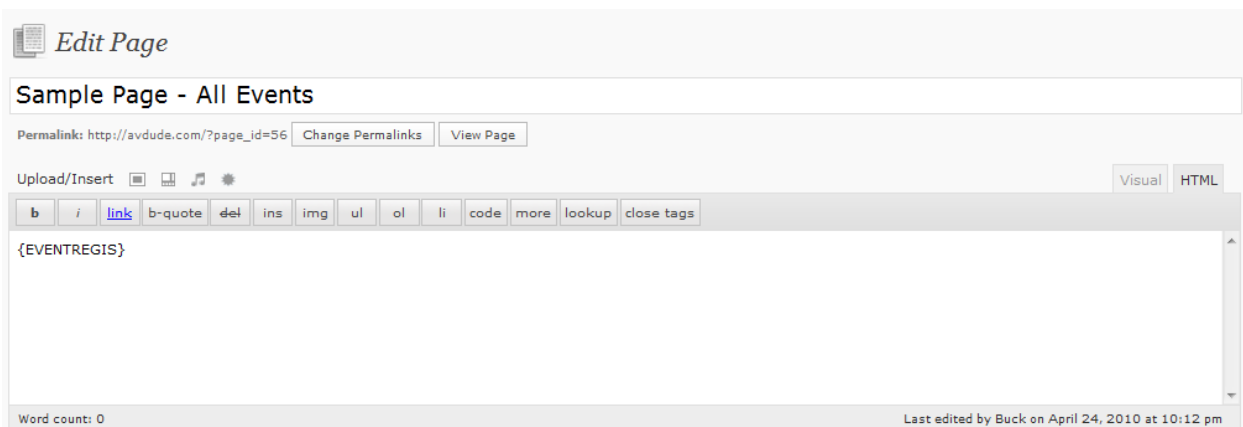 Edit Page
Sample Page - All Events
Permalink: http://avdude.com/?page_id=56 Change Permalinks View Page
Upload/Insert Visual HTML
b i link b-quote del ins img ul ol li code more lookup close tags
{EVENTREGIS}
Word count: 0 Last edited by Buck on April 24, 2010 at 10:12 pm